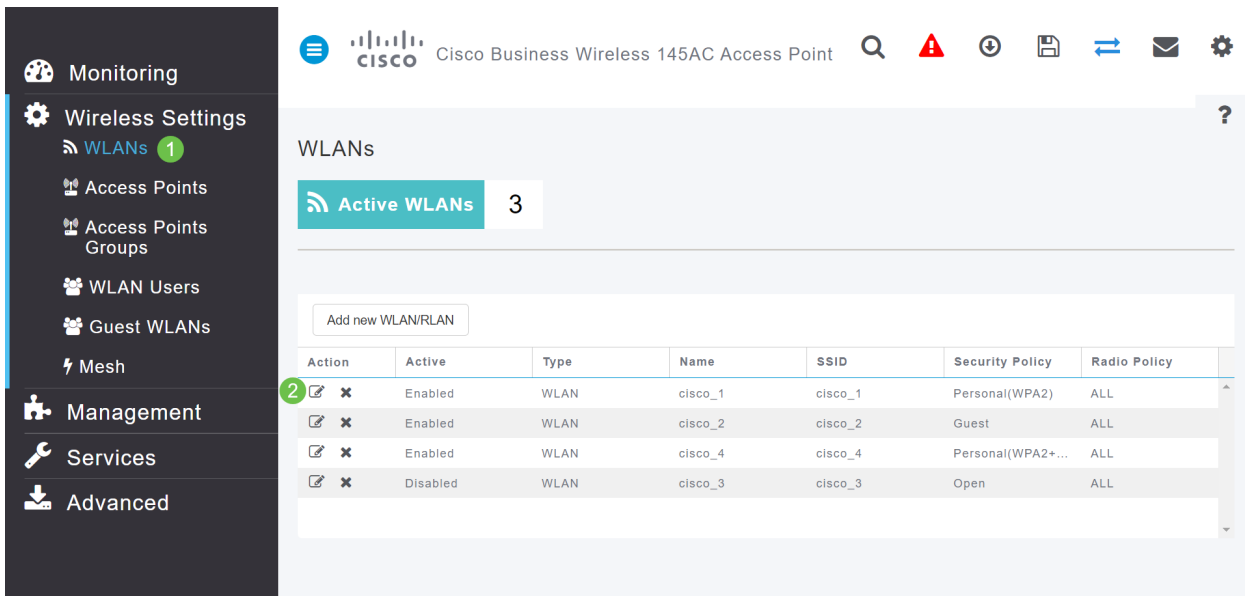 Monitoring
Wireless Settings
WLANs 1
Access Points
Access Points
Groups
WLAN Users
Guest WLANs
Mesh
Management
Services
Advanced
CISCO Cisco Business Wireless 145AC Access Point
?
WLANs
Active WLANs 3
Add new WLAN/RLAN
Action Active Type Name SSID Security Policy Radio Policy
2 Enabled WLAN cisco_1 cisco_1 Personal(WPA2) ALL
Enabled WLAN cisco_2 cisco_2 Guest ALL
Enabled WLAN cisco_4 cisco_4 Personal(WPA2+... ALL
Disabled WLAN cisco_3 cisco_3 Open ALL